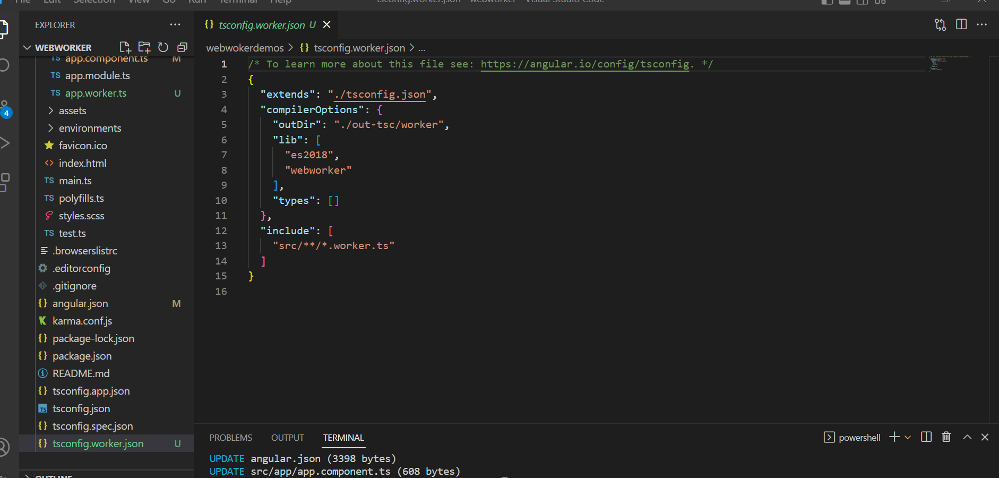 File Edit Selection View Go Run Terminal Help tsconfig.worker.json - webworker - Visual Studio Code
EXPLORER
WEBWORKER
TS app.component.ts M
TS app.module.ts
TS app.worker.ts U
assets
environments
favicon.ico
<> index.html
TS main.ts
TS polyfills.ts
styles.scss
TS test.ts
.browserslistrc
.editorconfig
.gitignore
{} angular.json M
K karma.conf.js
{} package-lock.json
{} package.json
README.md
{} tsconfig.app.json
TS tsconfig.json
{} tsconfig.spec.json
{} tsconfig.worker.json U
OUTLINE
4
{} tsconfig.worker.json U
webwokerdemos > {} tsconfig.worker.json > ...
1 /* To learn more about this file see: https://angular.io/config/tsconfig. */
2 {
3 "extends": "./tsconfig.json",
4 "compilerOptions": {
5 "outDir": "./out-tsc/worker",
6 "lib": [
7 "es2018",
8 "webworker"
9 ],
10 "types": []
11 },
12 "include": [
13 "src/**/*.worker.ts"
14 ]
15 }
16
PROBLEMS OUTPUT TERMINAL powershell
UPDATE angular.json (3398 bytes)
UPDATE src/app/app.component.ts (608 bytes)